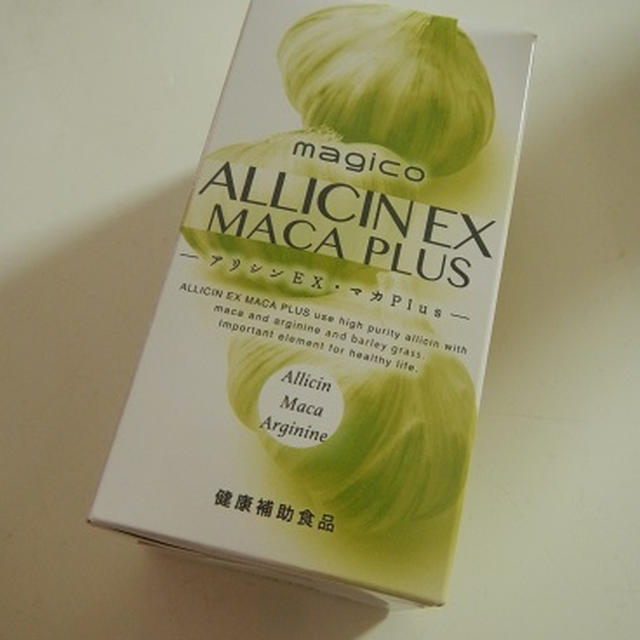 magico
ALLICIN EX
MACA PLUS
— アリシンEX・マカPlus —
ALLICIN EX MACA PLUS use high purity allicin with
maca and arginine and barley grass.
Important element for healthy life.
Allicin
Maca
Arginine
健康補助食品